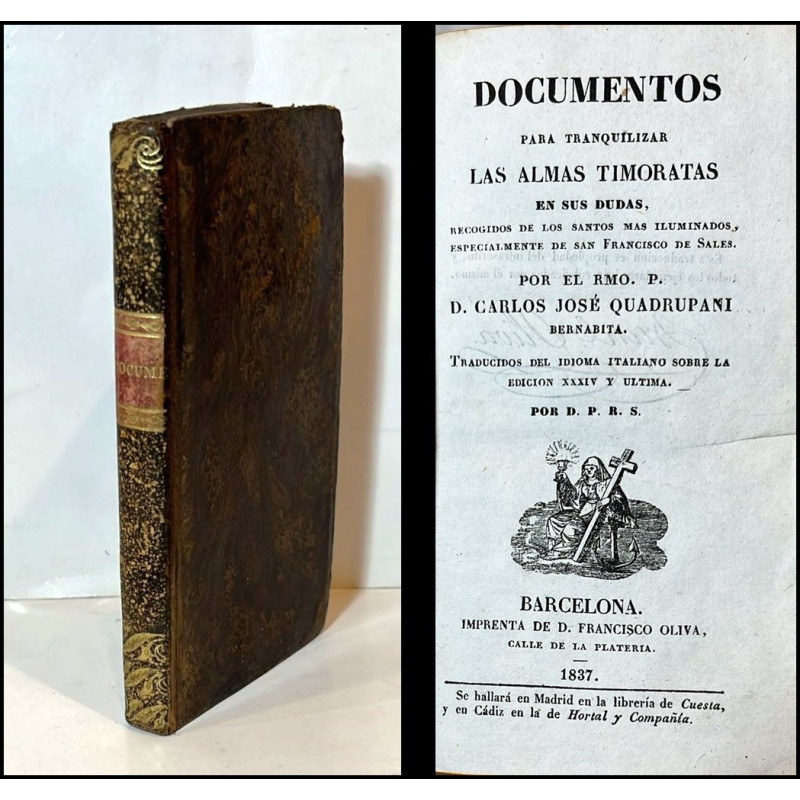 DOCUME
DOCUMENTOS
PARA TRANQUILIZAR
LAS ALMAS TIMORATAS
EN SUS DUDAS,
RECOGIDOS DE LOS SANTOS MAS ILUMINADOS,
ESPECIALMENTE DE SAN FRANCISCO DE SALES.
POR EL RMO. P.
D. CARLOS JOSÉ QUADRUPANI
BERNABITA.
TRADUCIDOS DEL IDIOMA ITALIANO SOBRE LA
EDICION XXXIV Y ULTIMA.
POR D. P. R. S.
BARCELONA.
IMPRENTA DE D. FRANCISCO OLIVA,
CALLE DE LA PLATERIA.
1837.
Se hallará en Madrid en la librería de Cuesta,
y en Cádiz en la de Hortal y Compañía.